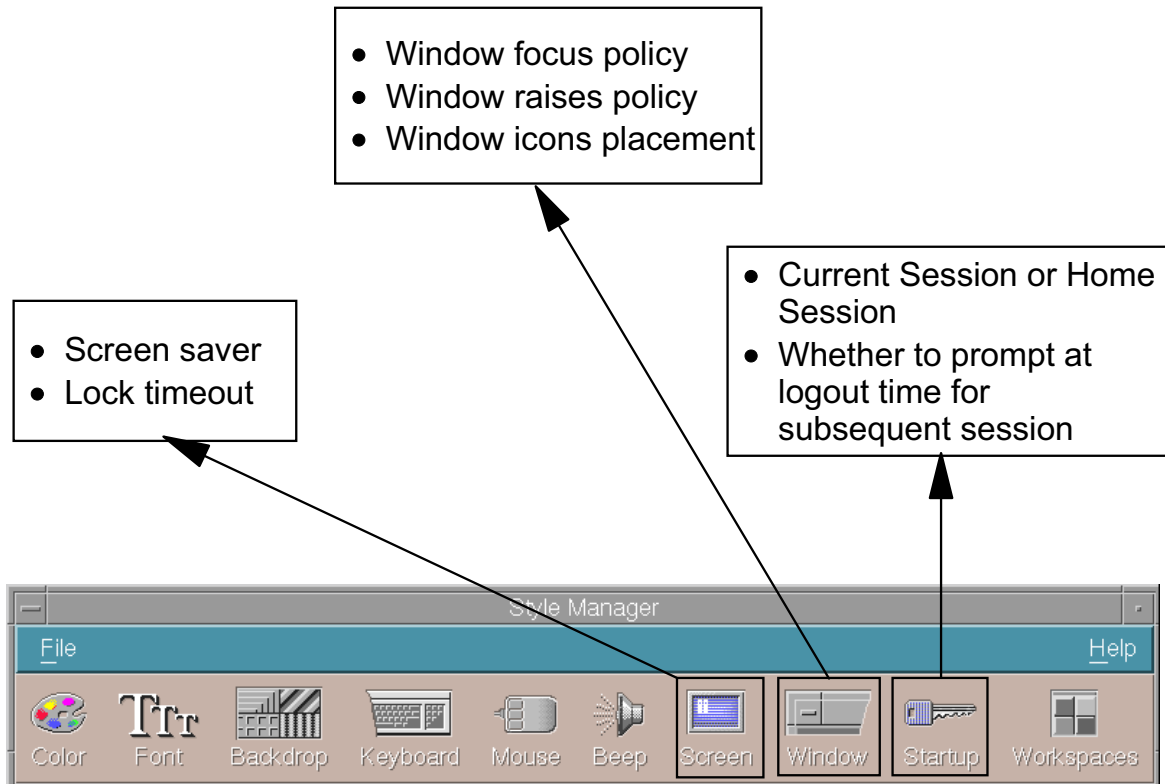 • Window focus policy
• Window raises policy
• Window icons placement
• Current Session or Home
Session
• Whether to prompt at
logout time for
subsequent session
• Screen saver
• Lock timeout
Style Manager
File Help
Color Font Backdrop Keyboard Mouse Beep Screen Window Startup Workspaces